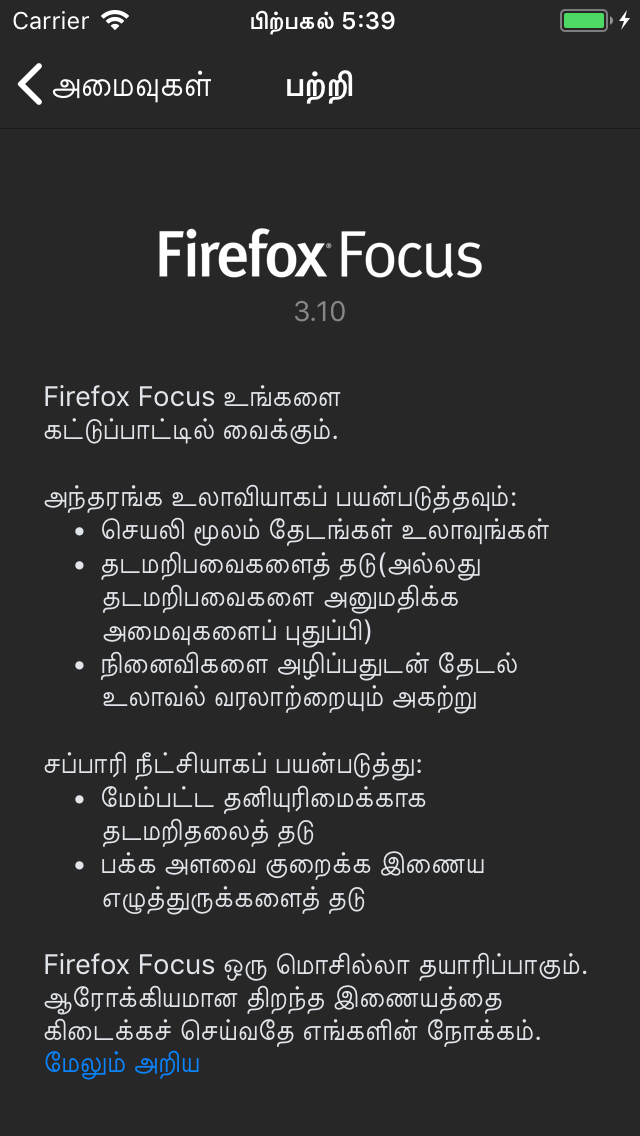 Carrier பிற்பகல் 5:39
அமைவுகள் பற்றி
Firefox Focus
3.10
Firefox Focus உங்களை
கட்டுப்பாட்டில் வைக்கும்.
அந்தரங்க உலாவியாகப் பயன்படுத்தவும்:
• செயலி மூலம் தேடங்கள் உலாவுங்கள்
• தடமறிபவைகளைத் தடு(அல்லது
தடமறிபவைகளை அனுமதிக்க
அமைவுகளைப் புதுப்பி)
• நினைவிகளை அழிப்பதுடன் தேடல்
உலாவல் வரலாற்றையும் அகற்று
சப்பாரி நீட்சியாகப் பயன்படுத்து:
• மேம்பட்ட தனியுரிமைக்காக
தடமறிதலைத் தடு
• பக்க அளவை குறைக்க இணைய
எழுத்துருக்களைத் தடு
Firefox Focus ஒரு மொசில்லா தயாரிப்பாகும்.
ஆரோக்கியமான திறந்த இணையத்தை
கிடைக்கச் செய்வதே எங்களின் நோக்கம்.
மேலும் அறிய